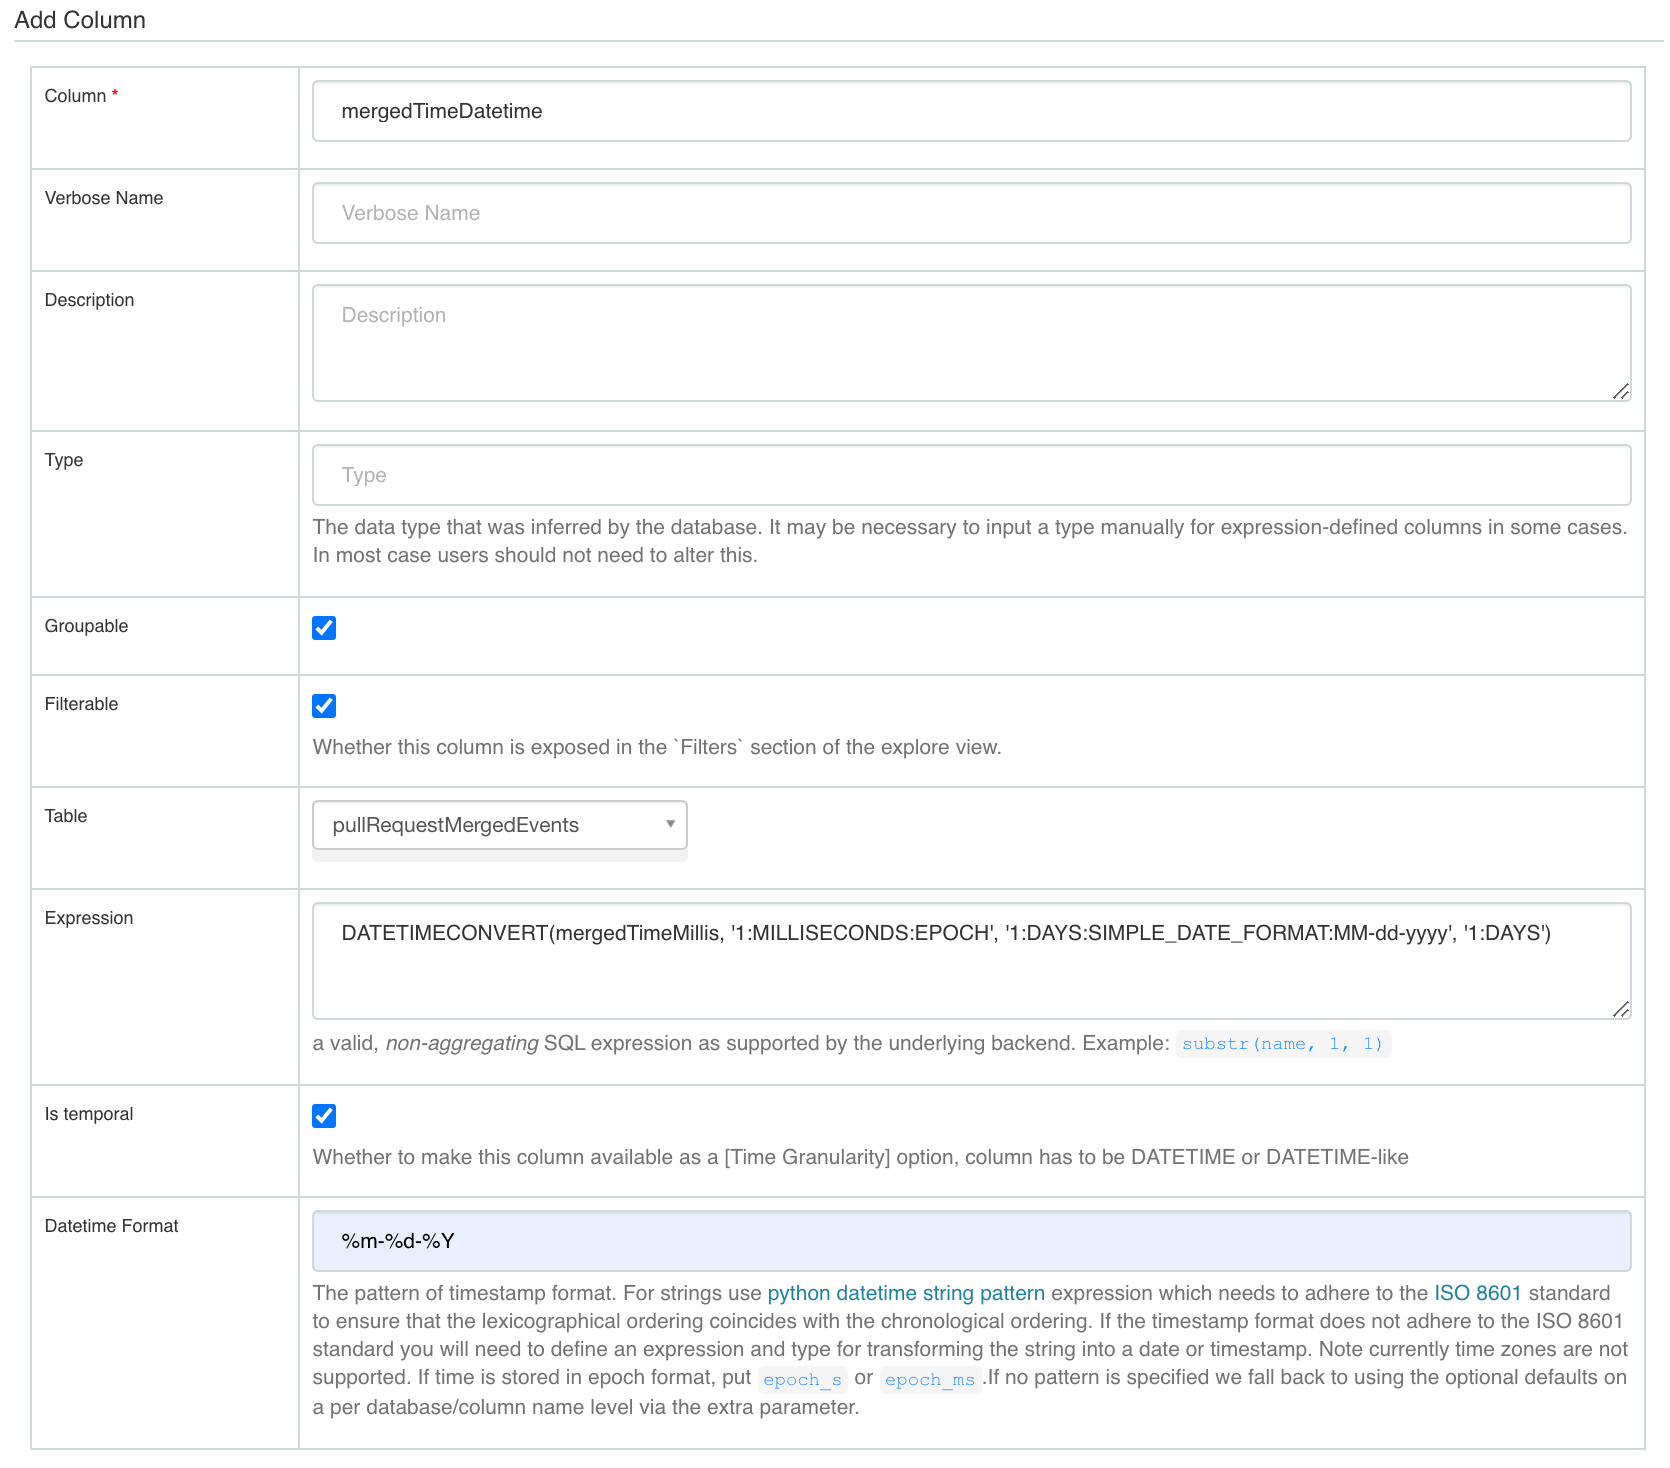 Add Column
Column *
mergedTimeDatetime
Verbose Name
Verbose Name
Description
Description
Type
Type
The data type that was inferred by the database. It may be necessary to input a type manually for expression-defined columns in some cases.
In most case users should not need to alter this.
Groupable
Filterable
Whether this column is exposed in the `Filters` section of the explore view.
Table
pullRequestMergedEvents
Expression
DATETIMECONVERT(mergedTimeMillis, '1:MILLISECONDS:EPOCH', '1:DAYS:SIMPLE_DATE_FORMAT:MM-dd-yyyy', '1:DAYS')
a valid, non-aggregating SQL expression as supported by the underlying backend. Example: substr(name, 1, 1)
Is temporal
Whether to make this column available as a [Time Granularity] option, column has to be DATETIME or DATETIME-like
Datetime Format
%m-%d-%Y
The pattern of timestamp format. For strings use python datetime string pattern expression which needs to adhere to the ISO 8601 standard
to ensure that the lexicographical ordering coincides with the chronological ordering. If the timestamp format does not adhere to the ISO 8601
standard you will need to define an expression and type for transforming the string into a date or timestamp. Note currently time zones are not
supported. If time is stored in epoch format, put epoch_s or epoch_ms.If no pattern is specified we fall back to using the optional defaults on
a per database/column name level via the extra parameter.